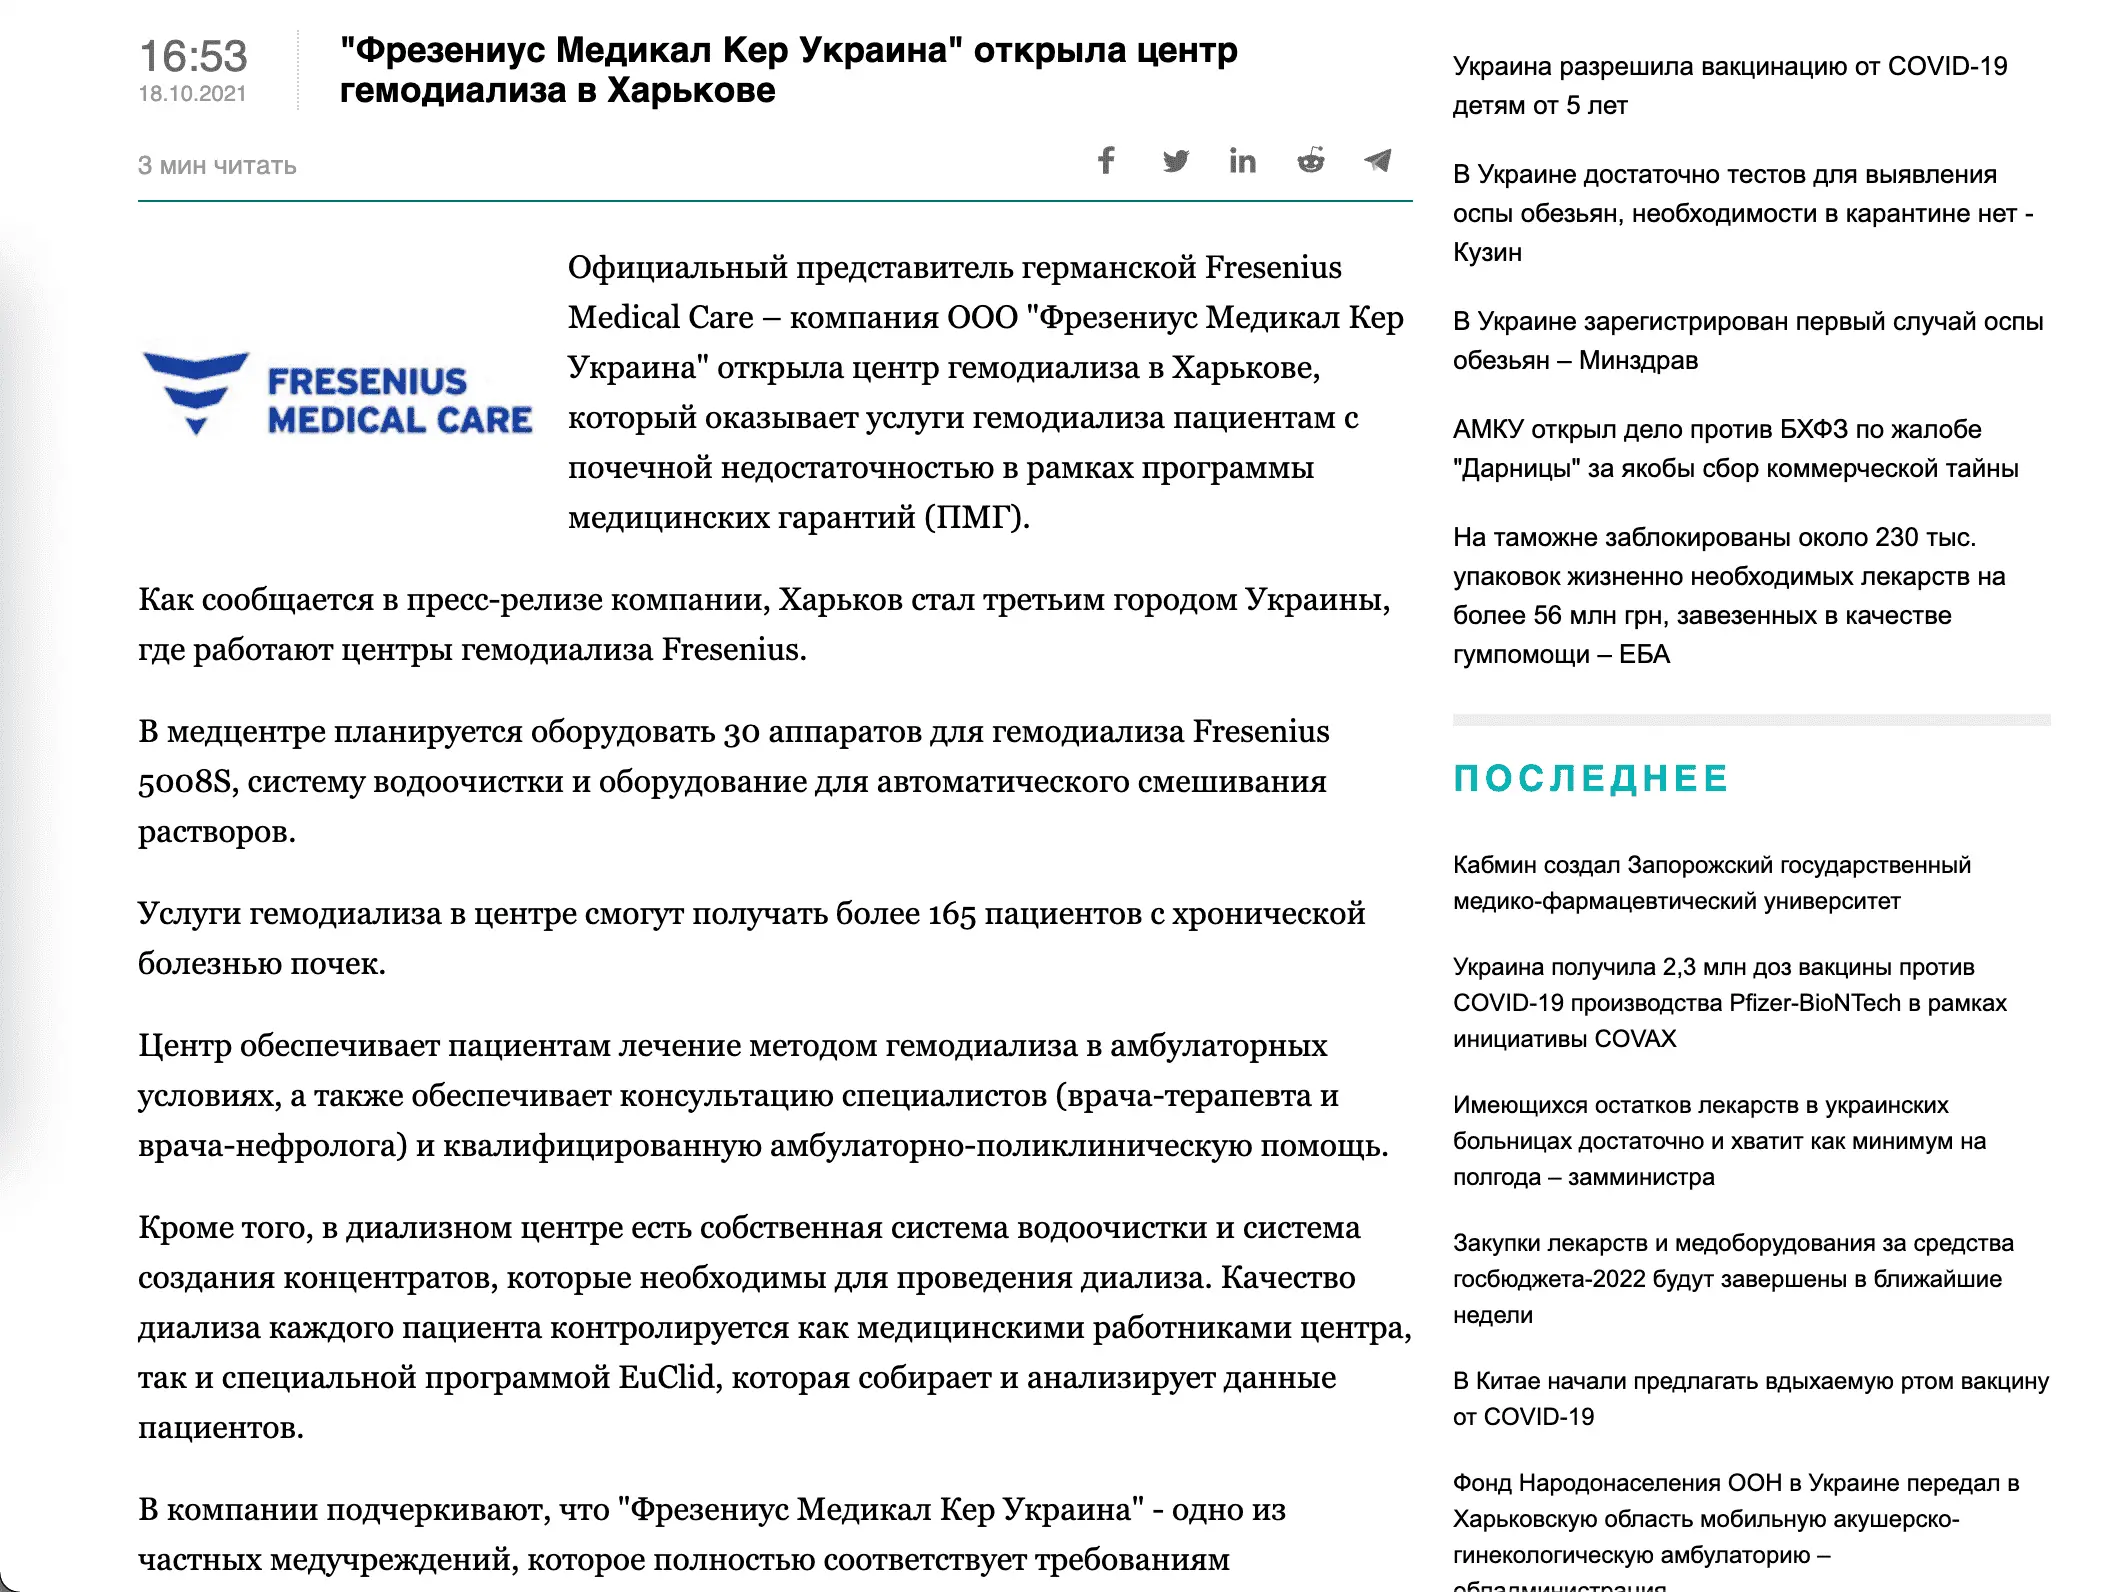 16:53
18.10.2021
"Фрезениус Медикал Кер Украина" открыла центр
гемодиализа в Харькове
3 мин читать
FRESENIUS
MEDICAL CARE
Официальный представитель германской Fresenius
Medical Care – компания ООО "Фрезениус Медикал Кер
Украина" открыла центр гемодиализа в Харькове,
который оказывает услуги гемодиализа пациентам с
почечной недостаточностью в рамках программы
медицинских гарантий (ПМГ).
Как сообщается в пресс-релизе компании, Харьков стал третьим городом Украины,
где работают центры гемодиализа Fresenius.
В медцентре планируется оборудовать 30 аппаратов для гемодиализа Fresenius
5008S, систему водоочистки и оборудование для автоматического смешивания
растворов.
Услуги гемодиализа в центре смогут получать более 165 пациентов с хронической
болезнью почек.
Центр обеспечивает пациентам лечение методом гемодиализа в амбулаторных
условиях, а также обеспечивает консультацию специалистов (врача-терапевта и
врача-нефролога) и квалифицированную амбулаторно-поликлиническую помощь.
Кроме того, в диализном центре есть собственная система водоочистки и система
создания концентратов, которые необходимы для проведения диализа. Качество
диализа каждого пациента контролируется как медицинскими работниками центра,
так и специальной программой EuClid, которая собирает и анализирует данные
пациентов.
В компании подчеркивают, что "Фрезениус Медикал Кер Украина" - одно из
частных медучреждений, которое полностью соответствует требованиям
Украина разрешила вакцинацию от COVID-19
детям от 5 лет
В Украине достаточно тестов для выявления
оспы обезьян, необходимости в карантине нет -
Кузин
В Украине зарегистрирован первый случай оспы
обезьян – Минздрав
АМКУ открыл дело против БХФЗ по жалобе
"Дарницы" за якобы сбор коммерческой тайны
На таможне заблокированы около 230 тыс.
упаковок жизненно необходимых лекарств на
более 56 млн грн, завезенных в качестве
гумпомощи – ЕБА
ПОСЛЕДНЕЕ
Кабмин создал Запорожский государственный
медико-фармацевтический университет
Украина получила 2,3 млн доз вакцины против
COVID-19 производства Pfizer-BioNTech в рамках
инициативы COVAX
Имеющихся остатков лекарств в украинских
больницах достаточно и хватит как минимум на
полгода – замминистра
Закупки лекарств и медоборудования за средства
госбюджета-2022 будут завершены в ближайшие
недели
В Китае начали предлагать вдыхаемую ртом вакцину
от COVID-19
Фонд Народонаселения ООН в Украине передал в
Харьковскую область мобильную акушерско-
гинекологическую амбулаторию –
обладминистрация